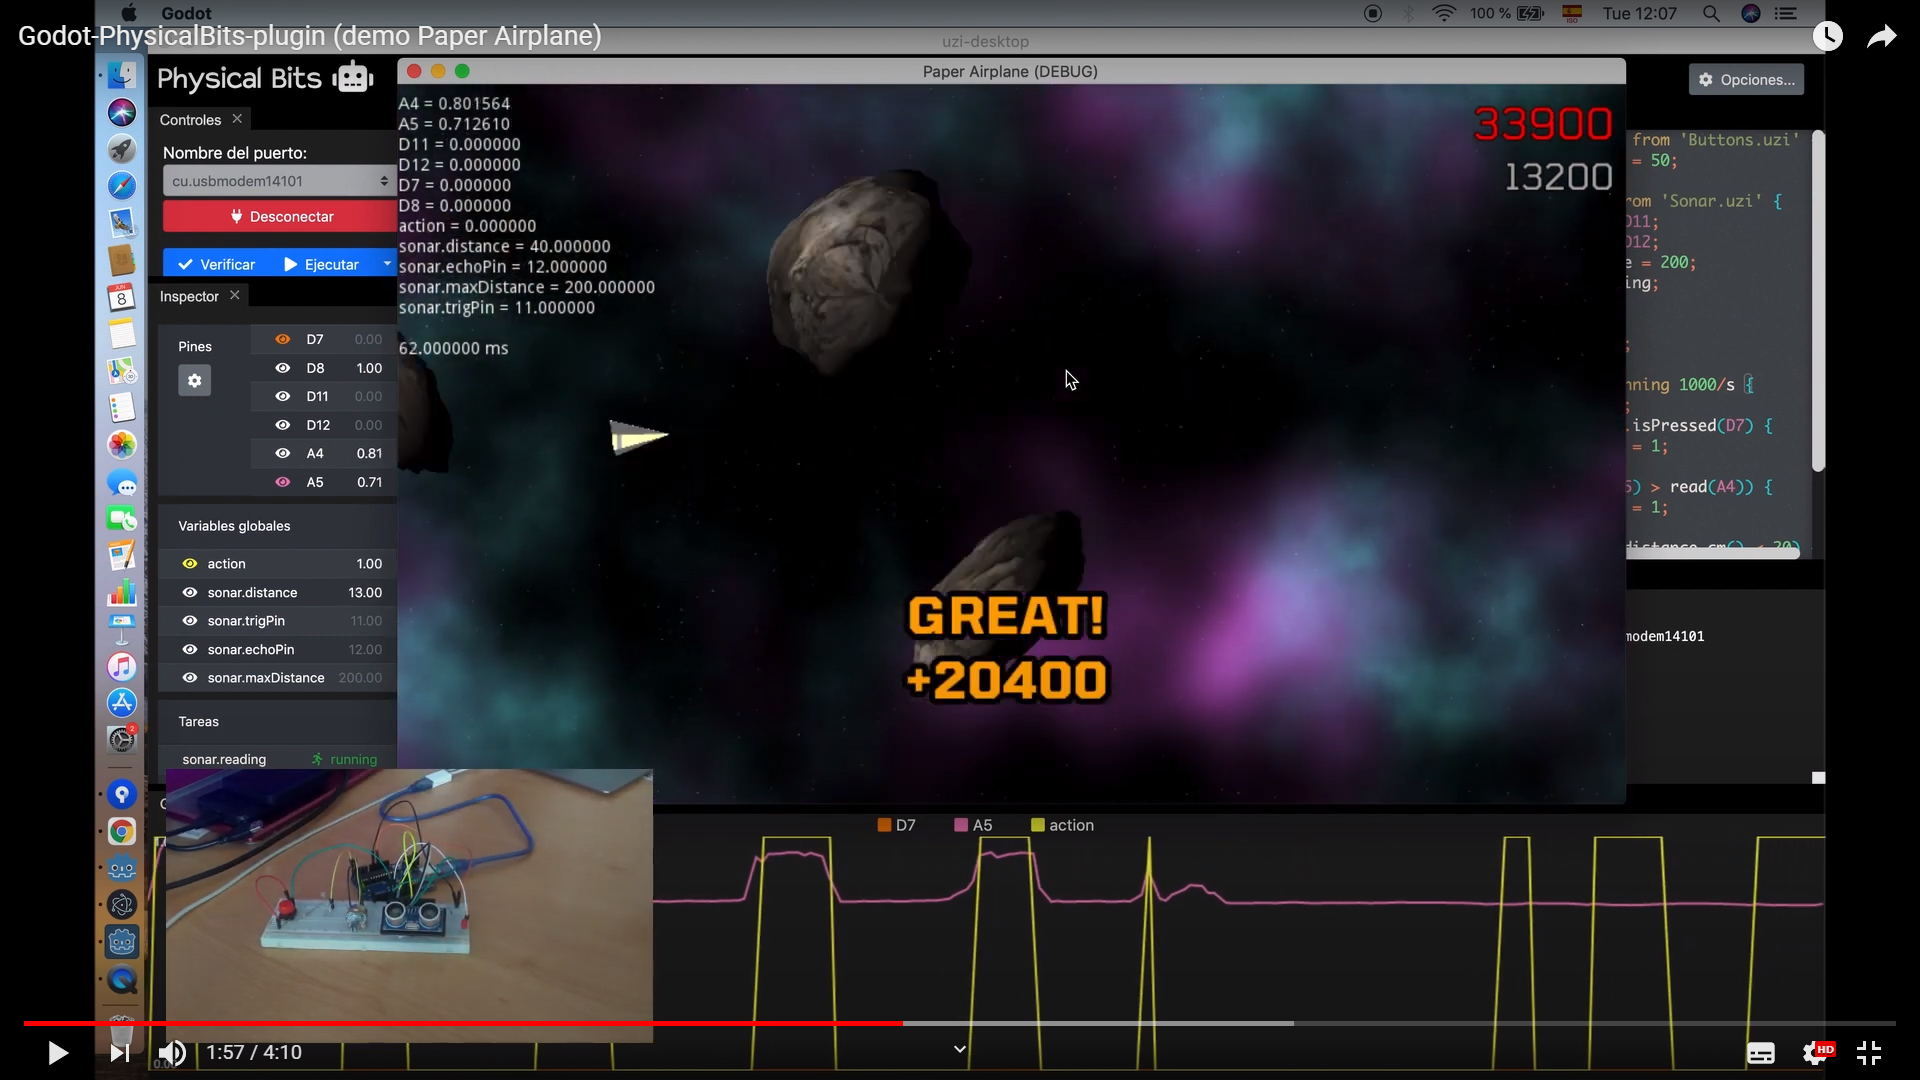 Godot
100 %
ISO
Tue 12:07
Godot-PhysicalBits-plugin (demo Paper Airplane)
uzi-desktop
Physical Bits
Paper Airplane (DEBUG)
Opciones...
Controles
Nombre del puerto:
cu.usbmodem14101
Desconectar
Verificar
Ejecutar
Inspector
Pines
D7 0.00
D8 1.00
D11 0.00
D12 0.00
A4 0.81
A5 0.71
Variables globales
action 1.00
sonar.distance 13.00
sonar.trigPin 11.00
sonar.echoPin 12.00
sonar.maxDistance 200.00
Tareas
sonar.reading running
A4 = 0.801564
A5 = 0.712610
D11 = 0.000000
D12 = 0.000000
D7 = 0.000000
D8 = 0.000000
action = 0.000000
sonar.distance = 40.000000
sonar.echoPin = 12.000000
sonar.maxDistance = 200.000000
sonar.trigPin = 11.000000
62.000000 ms
33900
13200
GREAT!
+20400
from 'Buttons.uzi'
= 50;
rom 'Sonar.uzi' {
D11;
D12;
e = 200;
ing;
;
nning 1000/s {
;
.isPressed(D7) {
= 1;
5) > read(A4)) {
= 1;
distance_cm() < 20)
modem14101
JUN
8
2
D7
A5
action
1:57 / 4:10
HD